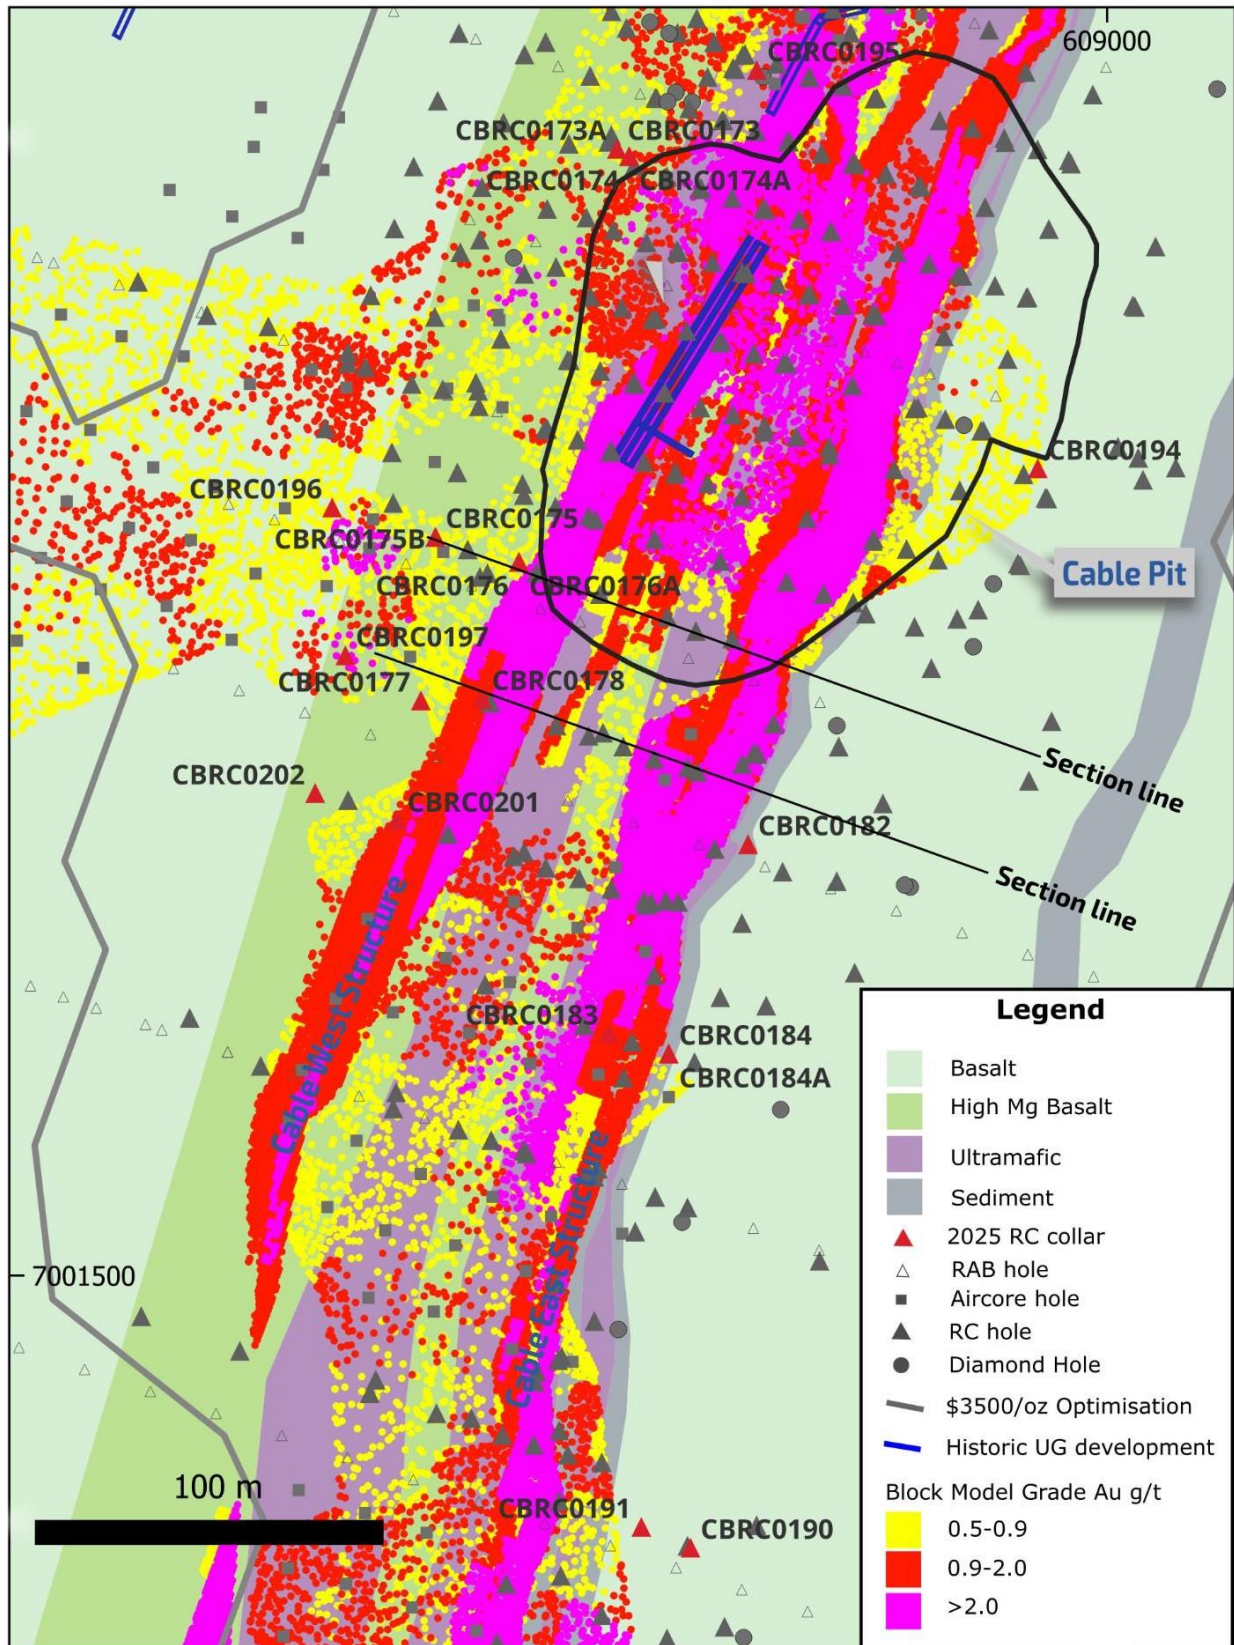 609000
CBRC0195
CBRC0173A
CBRC0173
CBRC0174
CBRC0174A
CBRC0194
CBRC0196
CBRC0175
CBRC0175B
Cable Pit
CBRC0176
CBRC0176A
CBRC0197
CBRC0177
CBRC0178
Section line
CBRC0202
CBRC0201
CBRC0182
Section line
Cable West Structure
CBRC0183
CBRC0184
CBRC0184A
Cable East Structure
7001500
100 m
CBRC0191
CBRC0190
Legend
Basalt
High Mg Basalt
Ultramafic
Sediment
2025 RC collar
RAB hole
Aircore hole
RC hole
Diamond Hole
$3500/oz Optimisation
Historic UG development
Block Model Grade Au g/t
0.5-0.9
0.9-2.0
>2.0